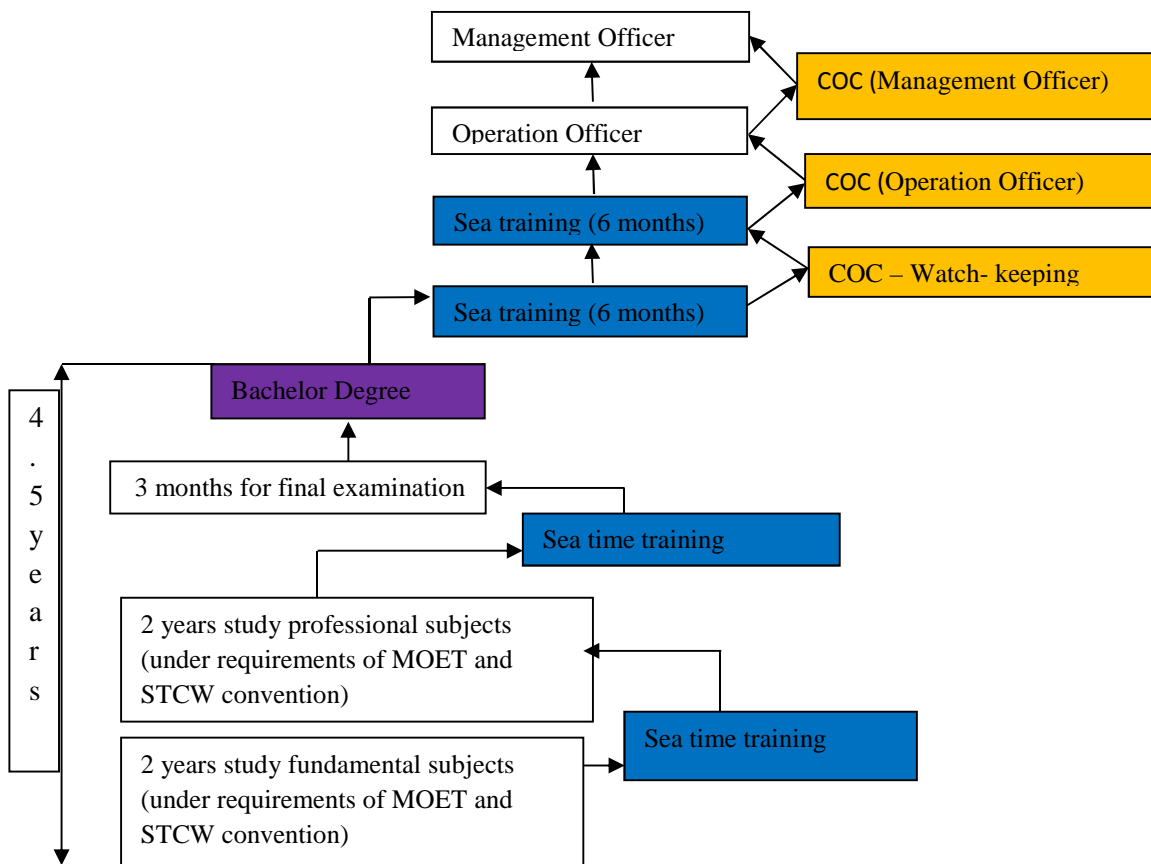 Management Officer
COC (Management Officer)
Operation Officer
COC (Operation Officer)
Sea training (6 months)
COC – Watch- keeping
Sea training (6 months)
Bachelor Degree
4
.
5
y
e
a
r
s
3 months for final examination
Sea time training
2 years study professional subjects
(under requirements of MOET and
STCW convention)
Sea time training
2 years study fundamental subjects
(under requirements of MOET and
STCW convention)